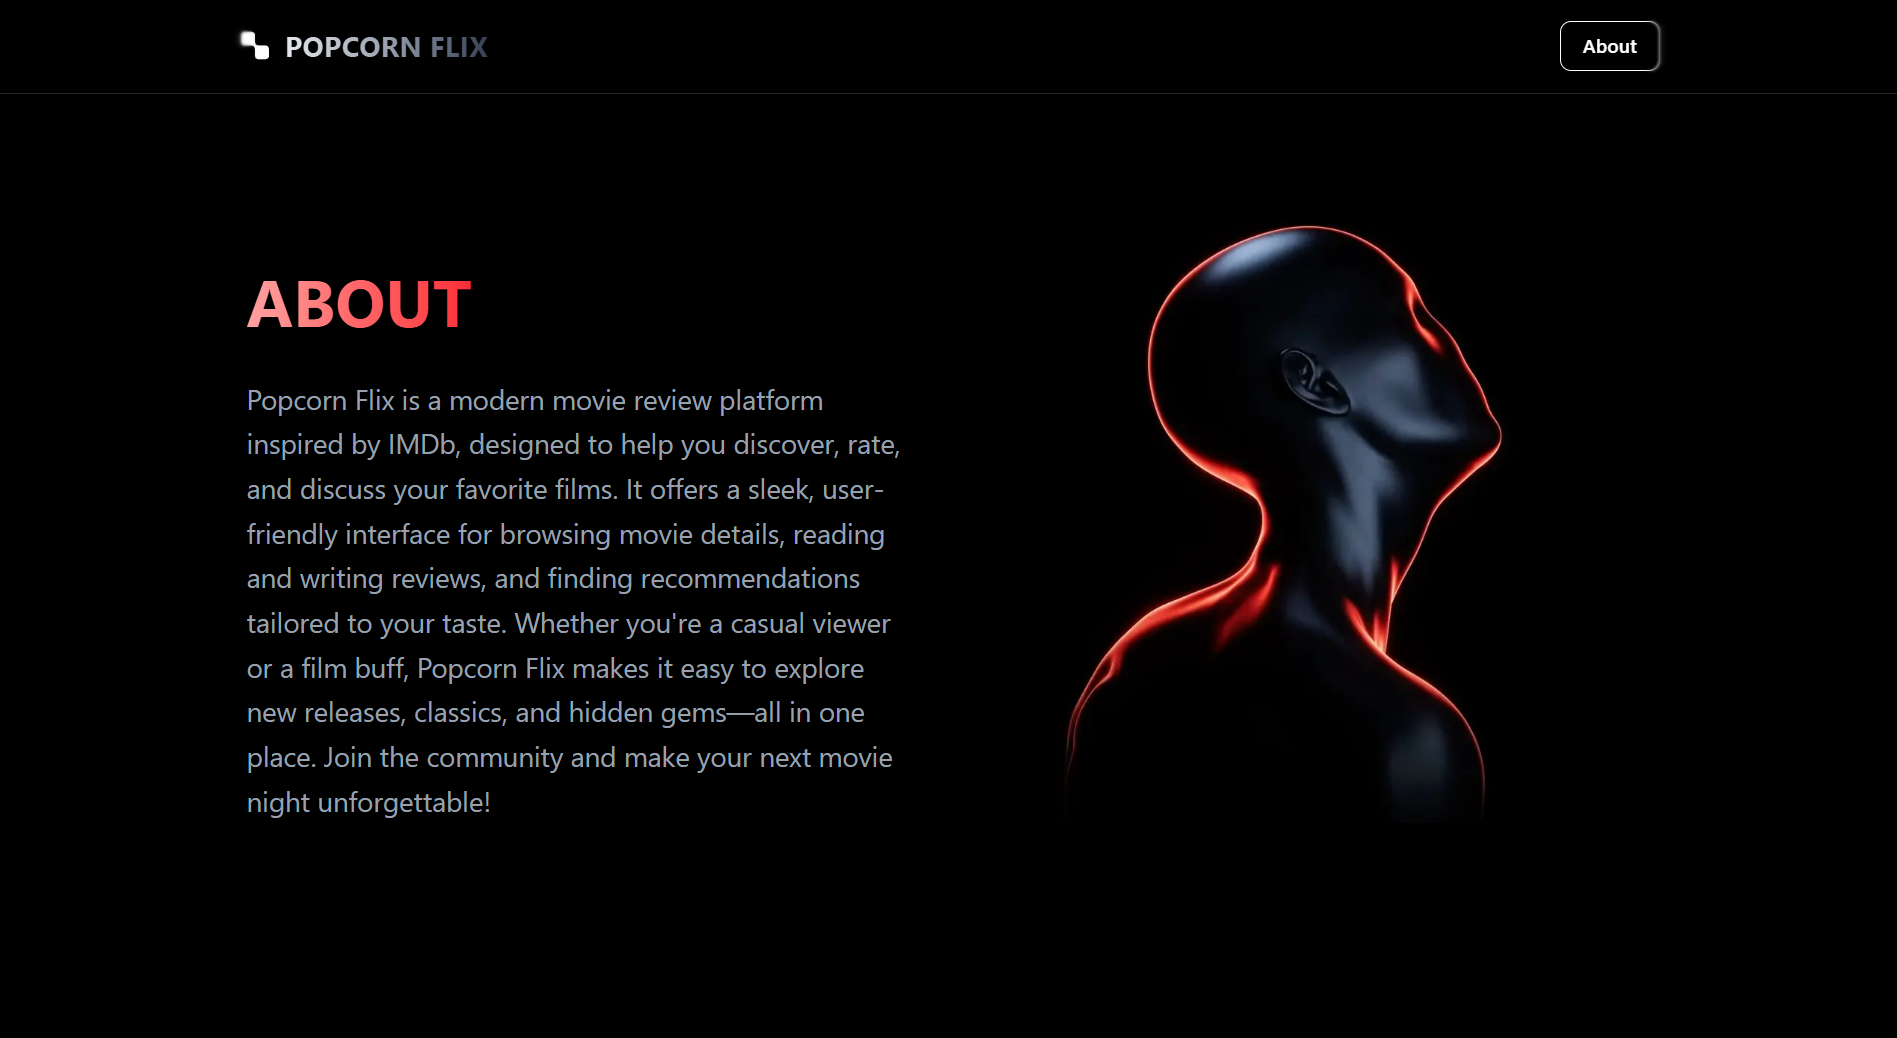 POPCORN FLIX
About
ABOUT
Popcorn Flix is a modern movie review platform
inspired by IMDb, designed to help you discover, rate,
and discuss your favorite films. It offers a sleek, user-
friendly interface for browsing movie details, reading
and writing reviews, and finding recommendations
tailored to your taste. Whether you're a casual viewer
or a film buff, Popcorn Flix makes it easy to explore
new releases, classics, and hidden gems—all in one
place. Join the community and make your next movie
night unforgettable!